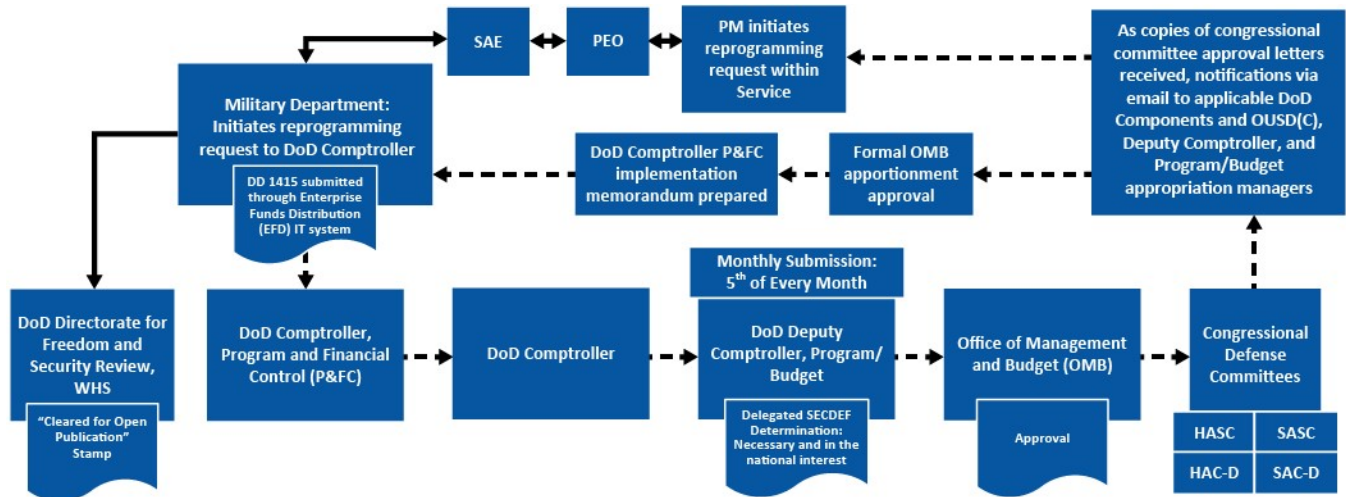 SAE
PEO
PM initiates
reprogramming
request within
Service
As copies of congressional
committee approval letters
received, notifications via
email to applicable DoD
Components and OUSD(C),
Deputy Comptroller, and
Program/Budget
appropriation managers
Military Department:
Initiates reprogramming
request to DoD Comptroller
DD 1415 submitted
through Enterprise
Funds Distribution
(EFD) IT system
DoD Comptroller P&FC
implementation
memorandum prepared
Formal OMB
apportionment
approval
Monthly Submission:
5th of Every Month
DoD Directorate for
Freedom and
Security Review,
WHS
"Cleared for Open
Publication"
Stamp
DoD Comptroller,
Program and Financial
Control (P&FC)
DoD Comptroller
DoD Deputy
Comptroller, Program/
Budget
Delegated SECDEF
Determination:
Necessary and in the
national interest
Office of Management
and Budget (OMB)
Approval
Congressional
Defense
Committees
HASC SASC
HAC-D SAC-D